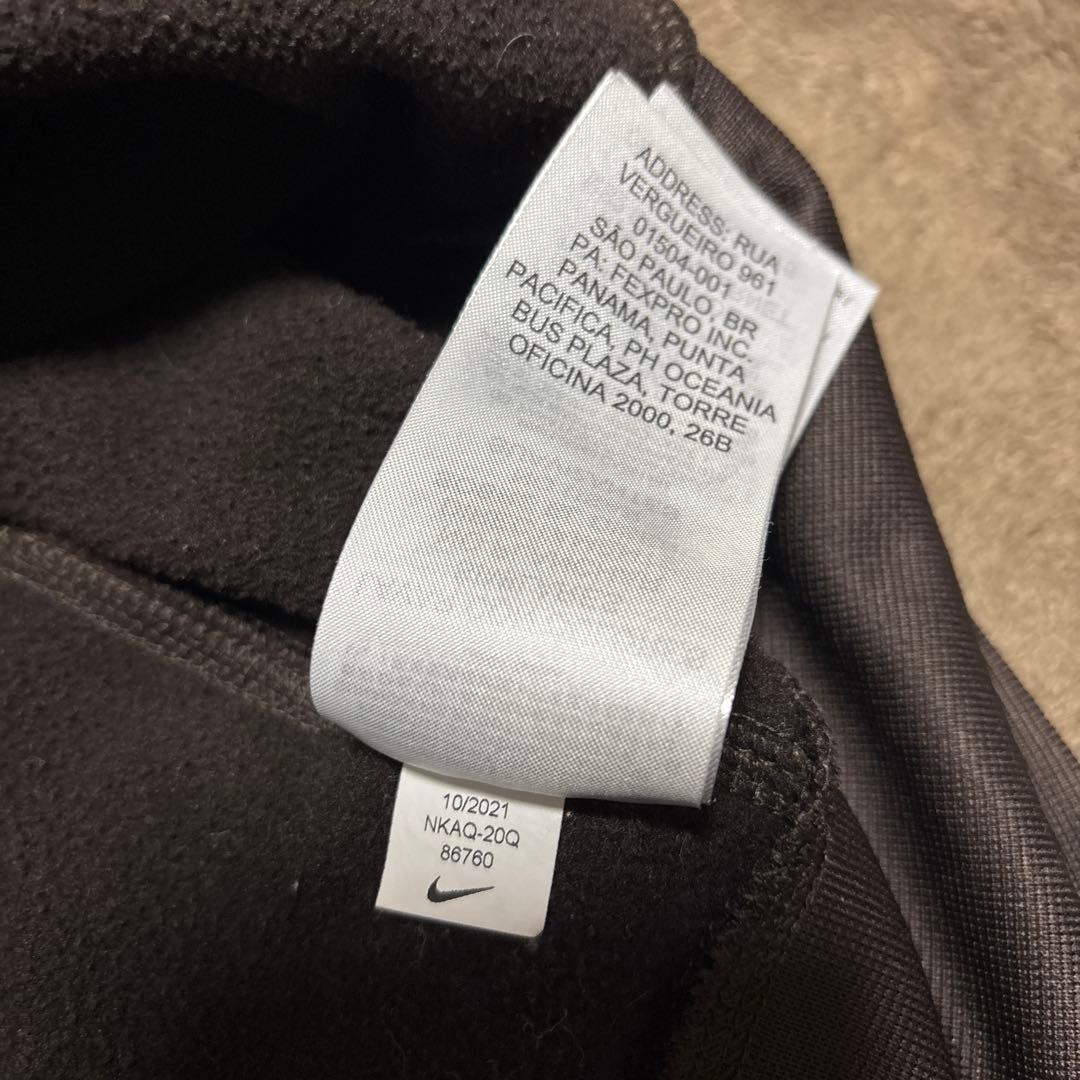 ADDRESS: RUA
VERGUEIRO 961
01504-001
SÃO PAULO, BR
PA: FEXPRO INC.
PANAMA, PUNTA
PACIFICA, PH OCEANIA
BUS PLAZA, TORRE
OFICINA 2000, 26B
10/2021
NKAQ-20Q
86760